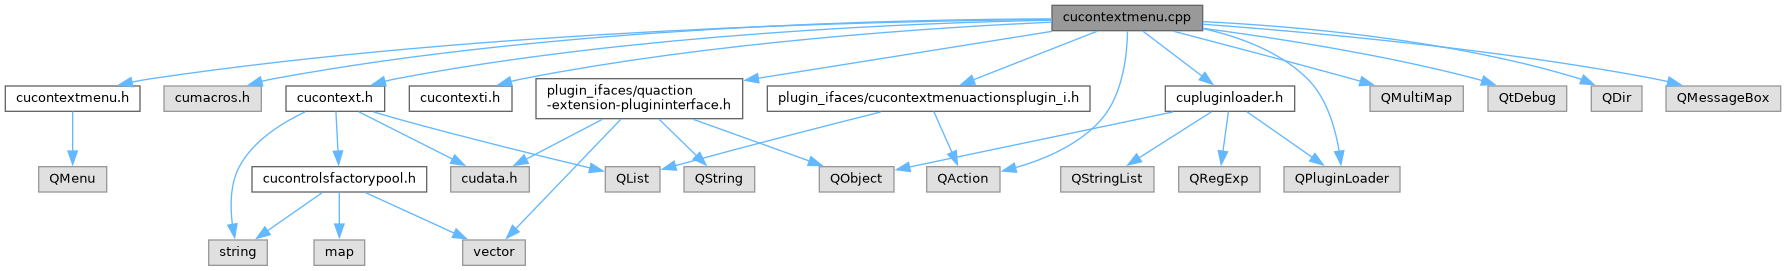 cucontextmenu.cpp
cucontextmenu.h
cumacros.h
cucontext.h
cucontexti.h
plugin_ifaces/quaction
-extension-plugininterface.h
plugin_ifaces/cucontextmenuactionsplugin_i.h
cupluginloader.h
QMultiMap
QtDebug
QDir
QMessageBox
QMenu
cucontrolsfactorypool.h
cudata.h
QList
QString
QObject
QAction
QStringList
QRegExp
QPluginLoader
string
map
vector